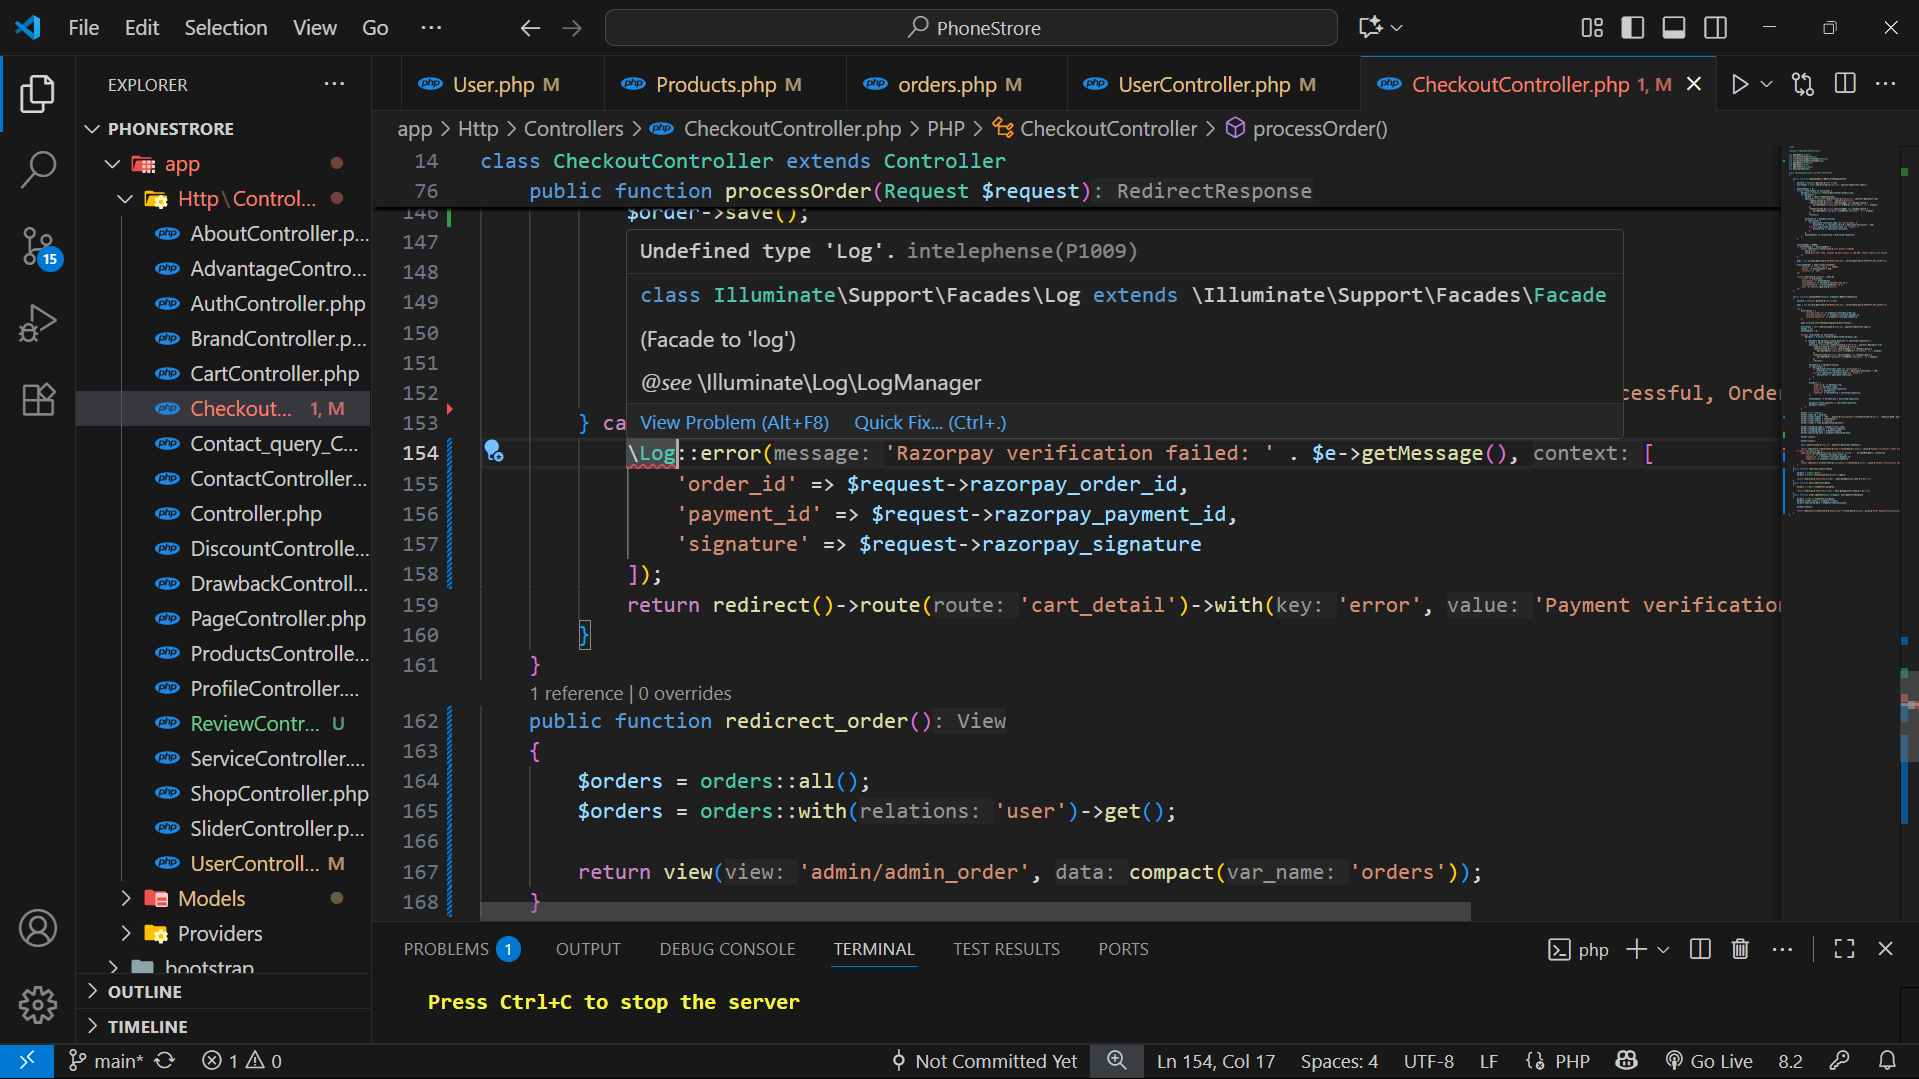 File Edit Selection View Go ···
PhoneStrore
EXPLORER ···
PHONESTRORE
app
Http\Control...
AboutController.p...
AdvantageContro...
AuthController.php
BrandController.p...
CartController.php
Checkout... 1, M
Contact_query_C...
ContactController...
Controller.php
DiscountControlle...
DrawbackControll...
PageController.php
ProductsControlle...
ProfileController....
ReviewContr... U
ServiceController....
ShopController.php
SliderController.p...
UserControll... M
Models
Providers
bootstrap
OUTLINE
TIMELINE
15
User.php M
Products.php M
orders.php M
UserController.php M
CheckoutController.php 1, M
app > Http > Controllers > CheckoutController.php > PHP > CheckoutController > processOrder()
14 class CheckoutController extends Controller
76 public function processOrder(Request $request): RedirectResponse
146 $order->save();
147
148
149
150
151
152 cessful, Order
153 } ca
Undefined type 'Log'. intelephense(P1009)
class Illuminate\Support\Facades\Log extends \Illuminate\Support\Facades\Facade
(Facade to 'log')
@see \Illuminate\Log\LogManager
View Problem (Alt+F8) Quick Fix... (Ctrl+.)
154 \Log::error(message: 'Razorpay verification failed: ' . $e->getMessage(), context: [
155 'order_id' => $request->razorpay_order_id,
156 'payment_id' => $request->razorpay_payment_id,
157 'signature' => $request->razorpay_signature
158 ]);
159 return redirect()->route(route: 'cart_detail')->with(key: 'error', value: 'Payment verification
160 }
161 }
1 reference | 0 overrides
162 public function redicrect_order(): View
163 {
164 $orders = orders::all();
165 $orders = orders::with(relations: 'user')->get();
166
167 return view(view: 'admin/admin_order', data: compact(var_name: 'orders'));
168 }
PROBLEMS 1 OUTPUT DEBUG CONSOLE TERMINAL TEST RESULTS PORTS
php
Press Ctrl+C to stop the server
main* 1 0
Not Committed Yet Ln 154, Col 17 Spaces: 4 UTF-8 LF PHP Go Live 8.2